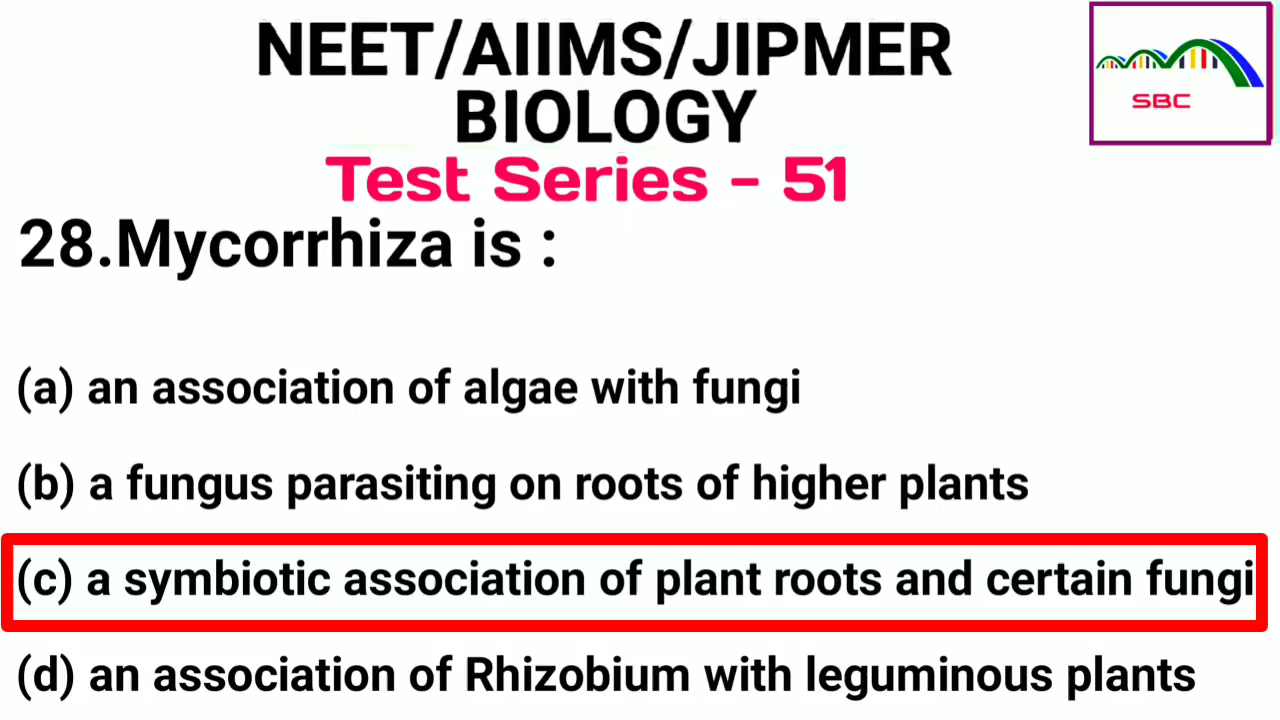 NEET/AIIMS/JIPMER
BIOLOGY
SBC
Test Series - 51
28.Mycorrhiza is :
(a) an association of algae with fungi
(b) a fungus parasiting on roots of higher plants
(c) a symbiotic association of plant roots and certain fungi
(d) an association of Rhizobium with leguminous plants